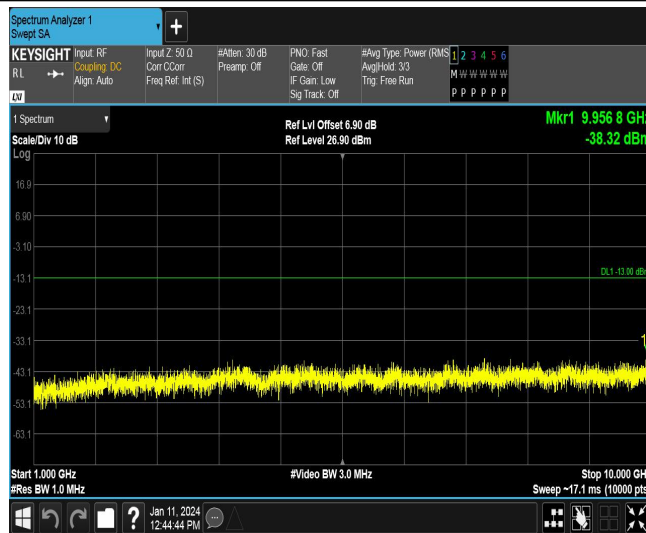 Spectrum Analyzer 1
Swept SA
+
KEYSIGHT
RL
LXI
Input: RF
Coupling: DC
Align: Auto
Input Z: 50 Ω
Corr CCorr
Freq Ref: Int (S)
#Atten: 30 dB
Preamp: Off
PNO: Fast
Gate: Off
IF Gain: Low
Sig Track: Off
#Avg Type: Power (RMS
Avg|Hold: 3/3
Trig: Free Run
1 2 3 4 5 6
M W W W W W
P P P P P P
1 Spectrum
Scale/Div 10 dB
Log
Ref Lvl Offset 6.90 dB
Ref Level 26.90 dBm
Mkr1 9.956 8 GHz
-38.32 dBm
16.9
6.90
-3.10
-13.1
DL1 -13.00 dBm
-23.1
-33.1
1
-43.1
-53.1
-63.1
Start 1.000 GHz
#Res BW 1.0 MHz
#Video BW 3.0 MHz
Stop 10.000 GHz
Sweep ~17.1 ms (10000 pts)
?
Jan 11, 2024
12:44:44 PM